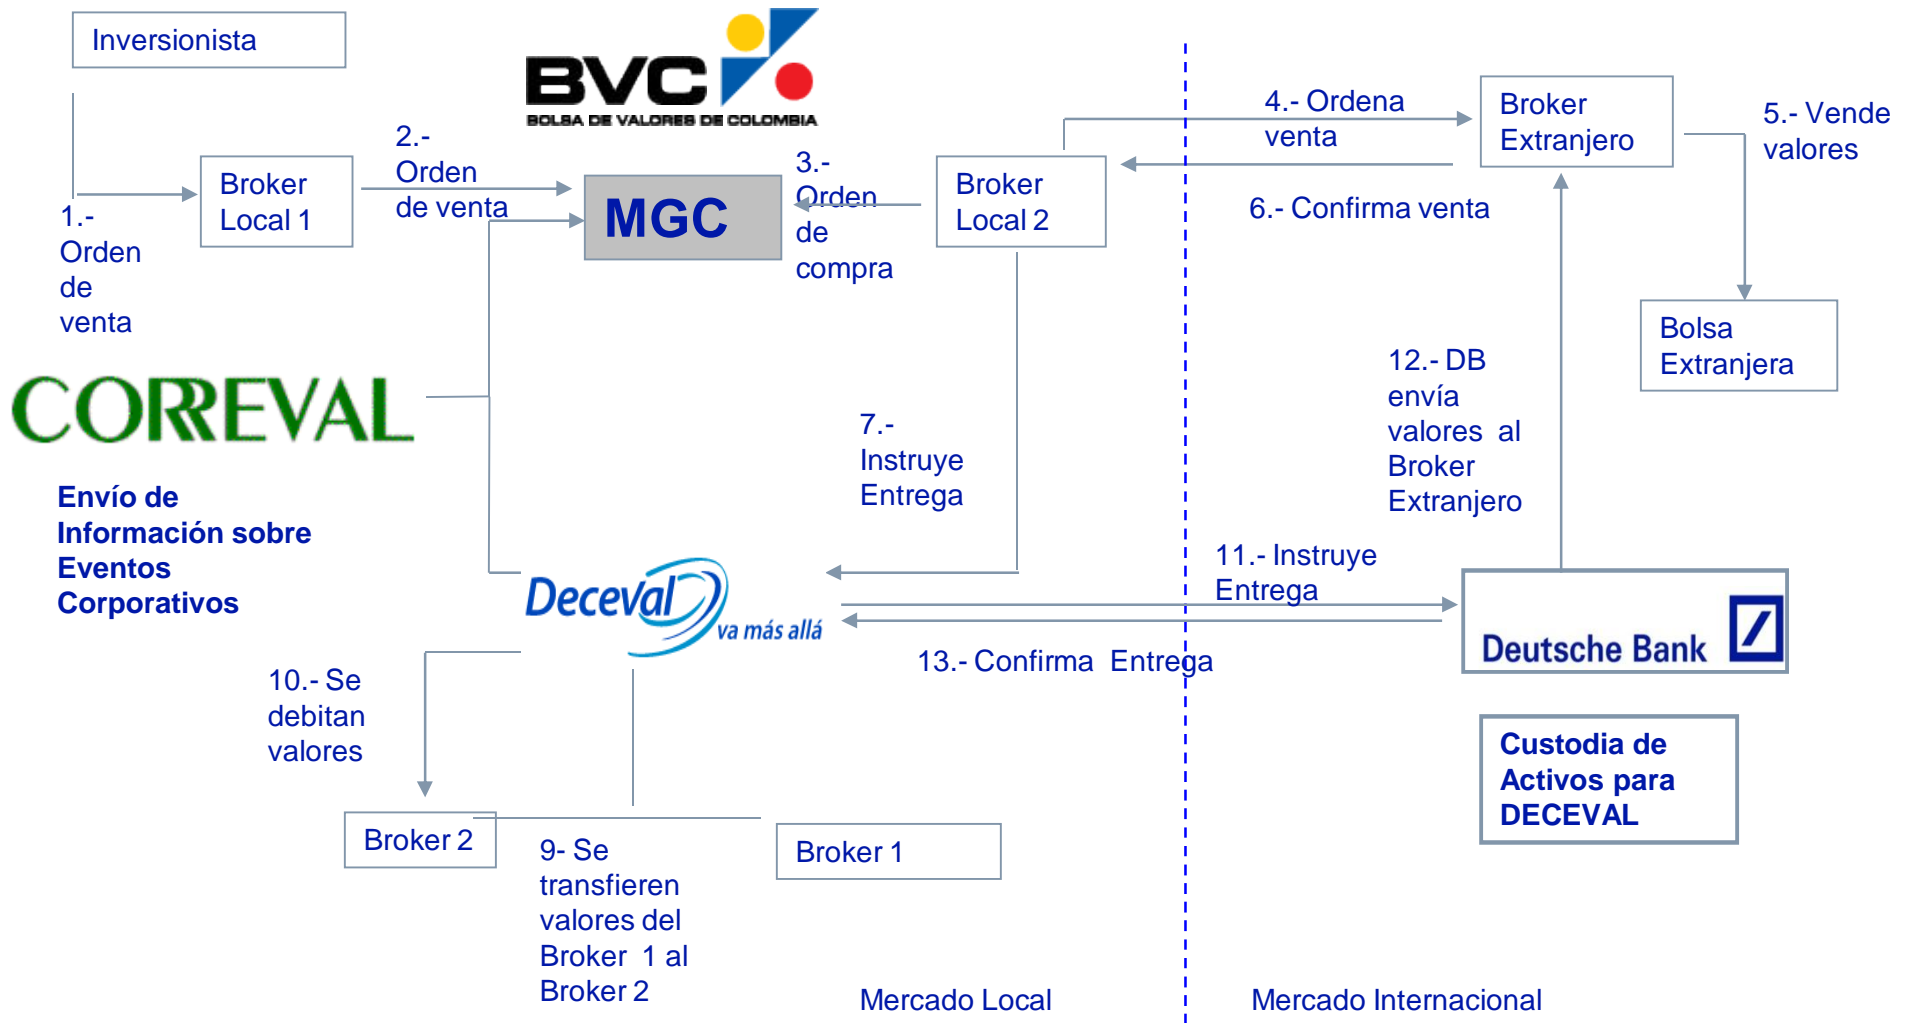 Inversionista
BVC
BOLSA DE VALORES DE COLOMBIA
1.-
Orden
de
venta
Broker
Local 1
2.-
Orden
de venta
MGC
3.-
Orden
de
compra
Broker
Local 2
4.- Ordena
venta
Broker
Extranjero
5.- Vende
valores
6.- Confirma venta
Bolsa
Extranjera
CORREVAL
Envío de
Información sobre
Eventos
Corporativos
7.-
Instruye
Entrega
12.- DB
envía
valores al
Broker
Extranjero
Deceval
va más allá
11.- Instruye
Entrega
Deutsche Bank
13.- Confirma Entrega
10.- Se
debitan
valores
Custodia de
Activos para
DECEVAL
Broker 2
9- Se
transfieren
valores del
Broker 1 al
Broker 2
Broker 1
Mercado Local
Mercado Internacional